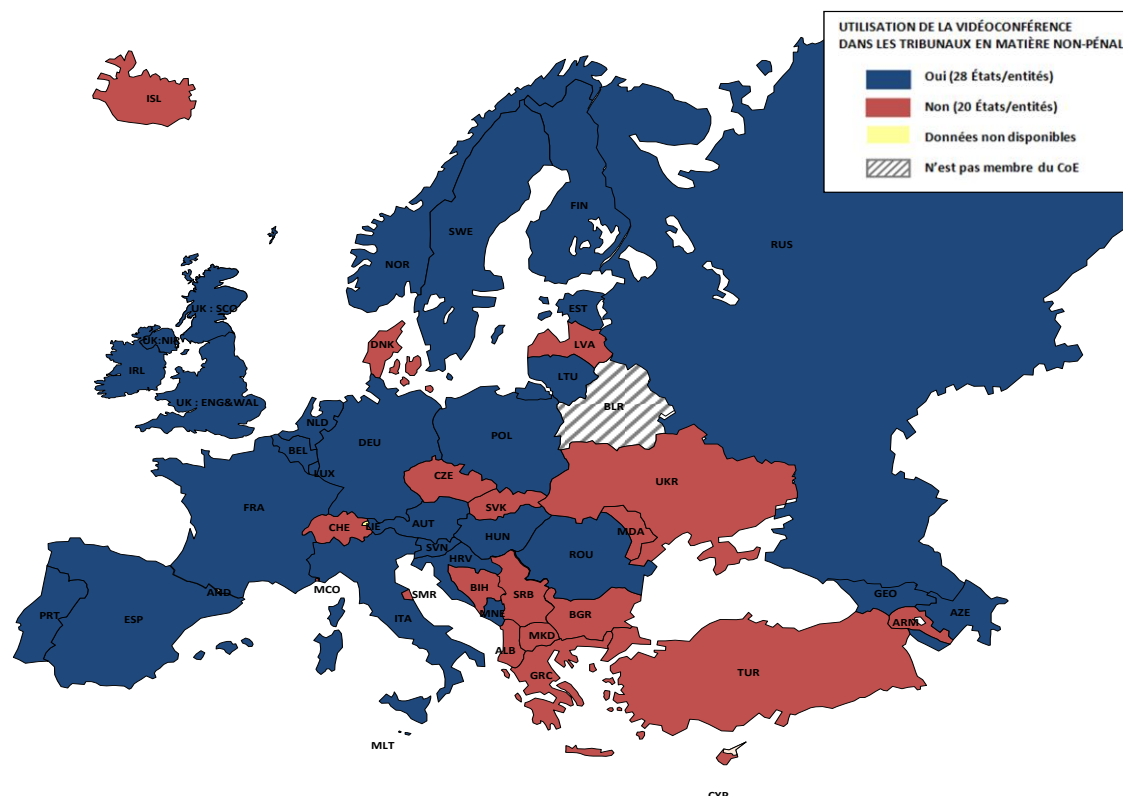 UTILISATION DE LA VIDÉOCONFÉRENCE
DANS LES TRIBUNAUX EN MATIÈRE NON-PÉNAL
Oui (28 États/entités)
Non (20 États/entités)
Données non disponibles
N'est pas membre du CoE
ISL
FIN
SWE
RUS
NOR
UK : SCO
EST
UK:NIR
DNK
LVA
IRL
LTU
UK : ENG&WAL
BLR
NLD
DEU
POL
BEL
LUX
CZE
UKR
FRA
SVK
CHE
LIE
AUT
MDA
HUN
SVN
ROU
HRV
AND
MCO
BIH
SRB
SMR
GEO
PRT
ESP
ITA
MNE
BGR
AZE
ARM
MKD
ALB
GRC
TUR
MLT
CYP